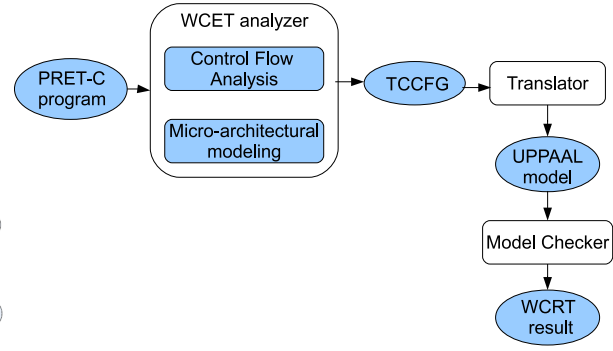 WCET analyzer
PRET-C
program
Control Flow
Analysis
Micro-architectural
modeling
TCCFG
Translator
UPPAAL
model
Model Checker
WCRT
result